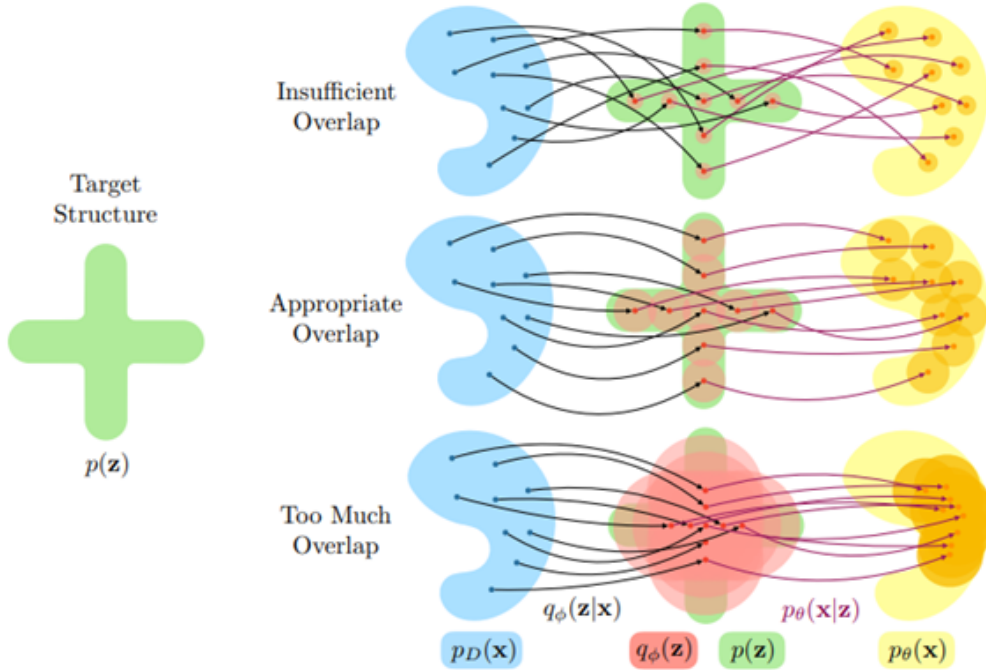 Insufficient
Overlap
Target
Structure
p(z)
Appropriate
Overlap
Too Much
Overlap
qϕ(z|x)
pθ(x|z)
pD(x)
qϕ(z)
p(z)
pθ(x)